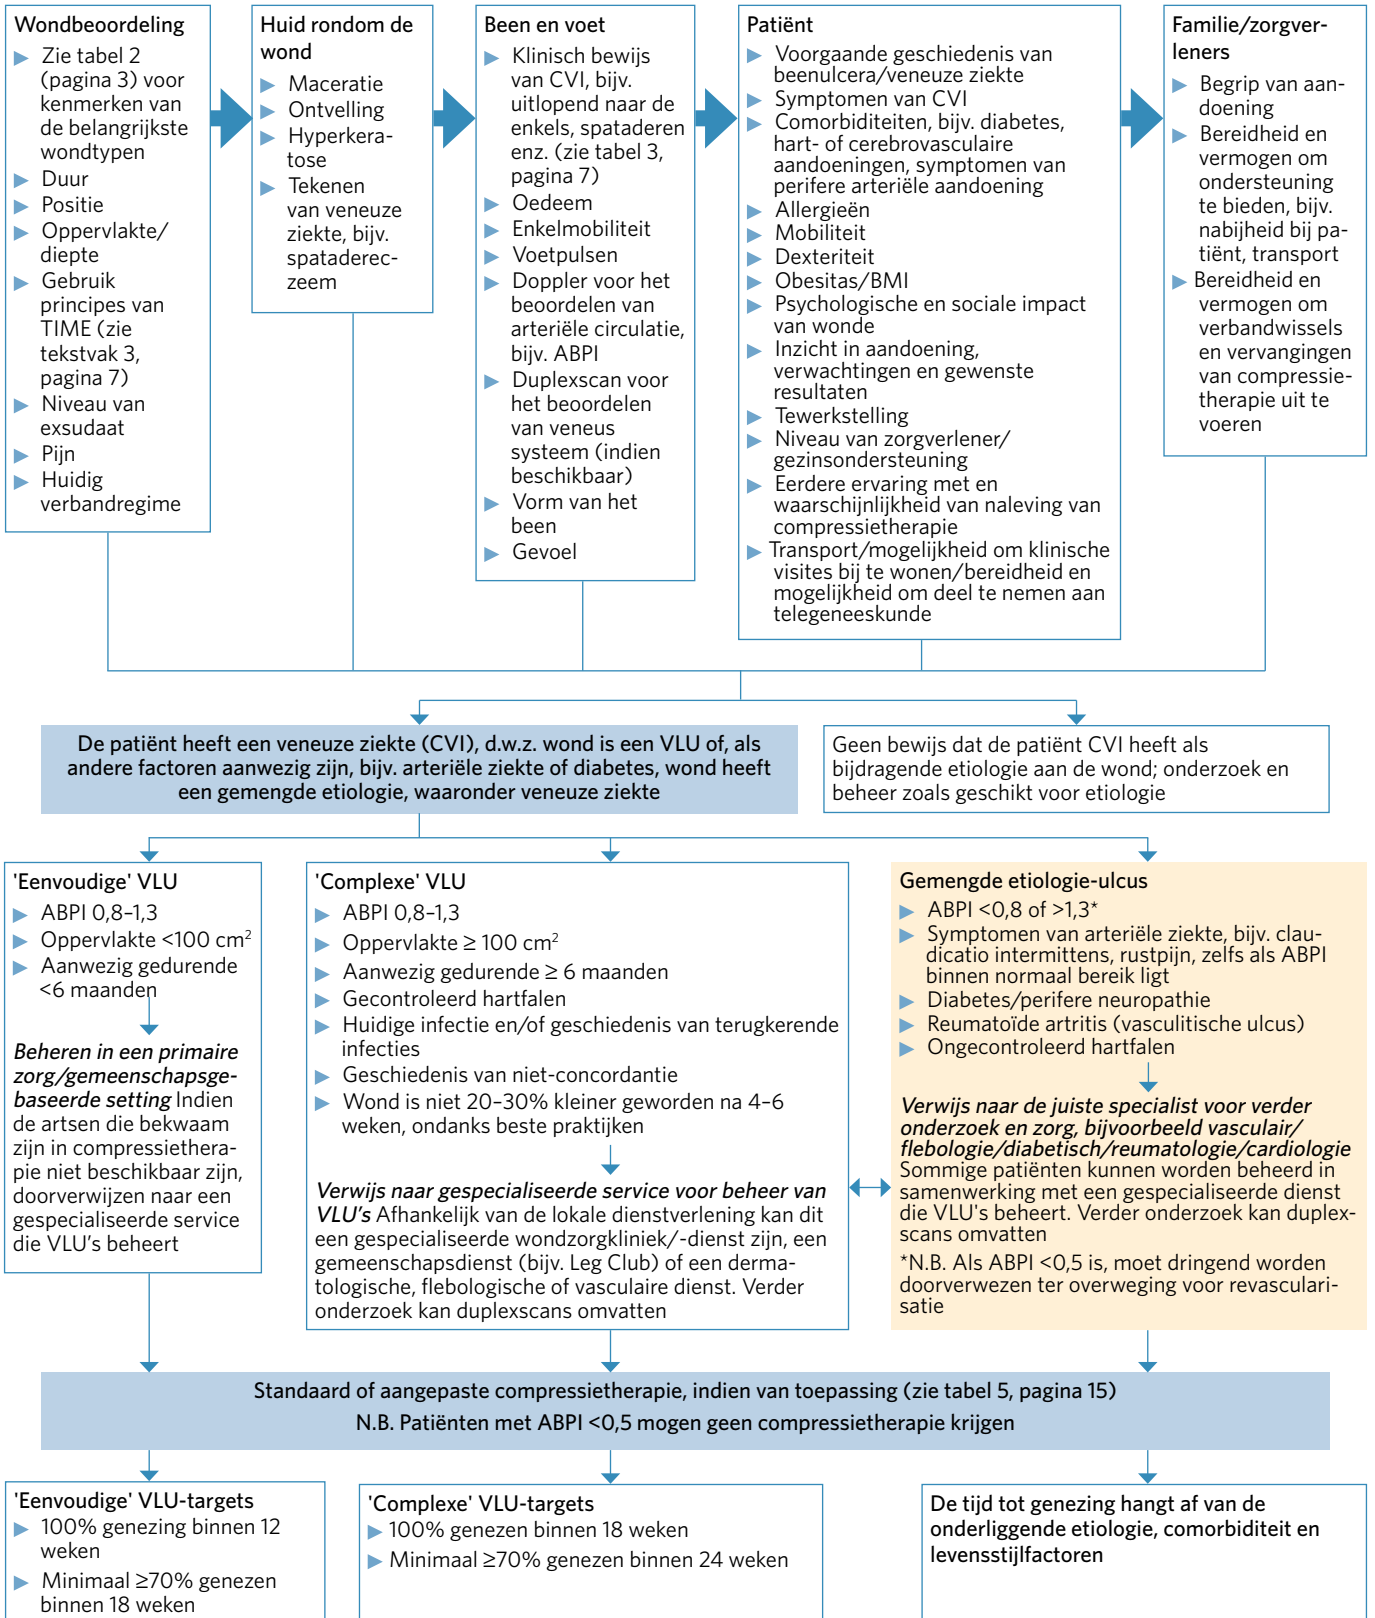 Wondbeoordeling
▶ Zie tabel 2
(pagina 3) voor
kenmerken van
de belangrijkste
wondtypen
▶ Duur
▶ Positie
▶ Oppervlakte/
diepte
▶ Gebruik
principes van
TIME (zie
tekstvak 3,
pagina 7)
▶ Niveau van
exsudaat
▶ Pijn
▶ Huidig
verbandregime
Huid rondom de
wond
▶ Maceratie
▶ Ontvelling
▶ Hyperkera-
tose
▶ Tekenen
van veneuze
ziekte, bijv.
spataderec-
zeem
Been en voet
▶ Klinisch bewijs
van CVI, bijv.
uitlopend naar de
enkels, spataderen
enz. (zie tabel 3,
pagina 7)
▶ Oedeem
▶ Enkelmobiliteit
▶ Voetpulsen
▶ Doppler voor het
beoordelen van
arteriële circulatie,
bijv. ABPI
▶ Duplexscan voor
het beoordelen
van veneus
systeem (indien
beschikbaar)
▶ Vorm van het
been
▶ Gevoel
Patiënt
▶ Voorgaande geschiedenis van
beenulcera/veneuze ziekte
▶ Symptomen van CVI
▶ Comorbiditeiten, bijv. diabetes,
hart- of cerebrovasculaire
aandoeningen, symptomen van
perifere arteriële aandoening
▶ Allergieën
▶ Mobiliteit
▶ Dexteriteit
▶ Obesitas/BMI
▶ Psychologische en sociale impact
van wonde
▶ Inzicht in aandoening,
verwachtingen en gewenste
resultaten
▶ Tewerkstelling
▶ Niveau van zorgverlener/
gezinsondersteuning
▶ Eerdere ervaring met en
waarschijnlijkheid van naleving van
compressietherapie
▶ Transport/mogelijkheid om klinische
visites bij te wonen/bereidheid en
mogelijkheid om deel te nemen aan
telegeneeskunde
Familie/zorgver-
leners
▶ Begrip van aan-
doening
▶ Bereidheid en
vermogen om
ondersteuning
te bieden, bijv.
nabijheid bij pa-
tiënt, transport
▶ Bereidheid en
vermogen om
verbandwissels
en vervangingen
van compressie-
therapie uit te
voeren
De patiënt heeft een veneuze ziekte (CVI), d.w.z. wond is een VLU of, als
andere factoren aanwezig zijn, bijv. arteriële ziekte of diabetes, wond heeft
een gemengde etiologie, waaronder veneuze ziekte
Geen bewijs dat de patiënt CVI heeft als
bijdragende etiologie aan de wond; onderzoek en
beheer zoals geschikt voor etiologie
'Eenvoudige' VLU
▶ ABPI 0,8–1,3
▶ Oppervlakte <100 cm²
▶ Aanwezig gedurende
<6 maanden
Beheren in een primaire
zorg/gemeenschapsge-
baseerde setting Indien
de artsen die bekwaam
zijn in compressiethera-
pie niet beschikbaar zijn,
doorverwijzen naar een
gespecialiseerde service
die VLU's beheert
'Complexe' VLU
▶ ABPI 0,8–1,3
▶ Oppervlakte ≥ 100 cm²
▶ Aanwezig gedurende ≥ 6 maanden
▶ Gecontroleerd hartfalen
▶ Huidige infectie en/of geschiedenis van terugkerende
infecties
▶ Geschiedenis van niet-concordantie
▶ Wond is niet 20–30% kleiner geworden na 4–6
weken, ondanks beste praktijken
Verwijs naar gespecialiseerde service voor beheer van
VLU's Afhankelijk van de lokale dienstverlening kan dit
een gespecialiseerde wondzorgkliniek/-dienst zijn, een
gemeenschapsdienst (bijv. Leg Club) of een derma-
tologische, flebologische of vasculaire dienst. Verder
onderzoek kan duplexscans omvatten
Gemengde etiologie-ulcus
▶ ABPI <0,8 of >1,3*
▶ Symptomen van arteriële ziekte, bijv. clau-
dicatio intermittens, rustpijn, zelfs als ABPI
binnen normaal bereik ligt
▶ Diabetes/perifere neuropathie
▶ Reumatoïde artritis (vasculitische ulcus)
▶ Ongecontroleerd hartfalen
Verwijs naar de juiste specialist voor verder
onderzoek en zorg, bijvoorbeeld vasculair/
flebologie/diabetisch/reumatologie/cardiologie
Sommige patiënten kunnen worden beheerd in
samenwerking met een gespecialiseerde dienst
die VLU's beheert. Verder onderzoek kan duplex-
scans omvatten
*N.B. Als ABPI <0,5 is, moet dringend worden
doorverwezen ter overweging voor revasculari-
satie
Standaard of aangepaste compressietherapie, indien van toepassing (zie tabel 5, pagina 15)
N.B. Patiënten met ABPI <0,5 mogen geen compressietherapie krijgen
'Eenvoudige' VLU-targets
▶ 100% genezing binnen 12
weken
▶ Minimaal ≥70% genezen
binnen 18 weken
'Complexe' VLU-targets
▶ 100% genezen binnen 18 weken
▶ Minimaal ≥70% genezen binnen 24 weken
De tijd tot genezing hangt af van de
onderliggende etiologie, comorbiditeit en
levensstijlfactoren